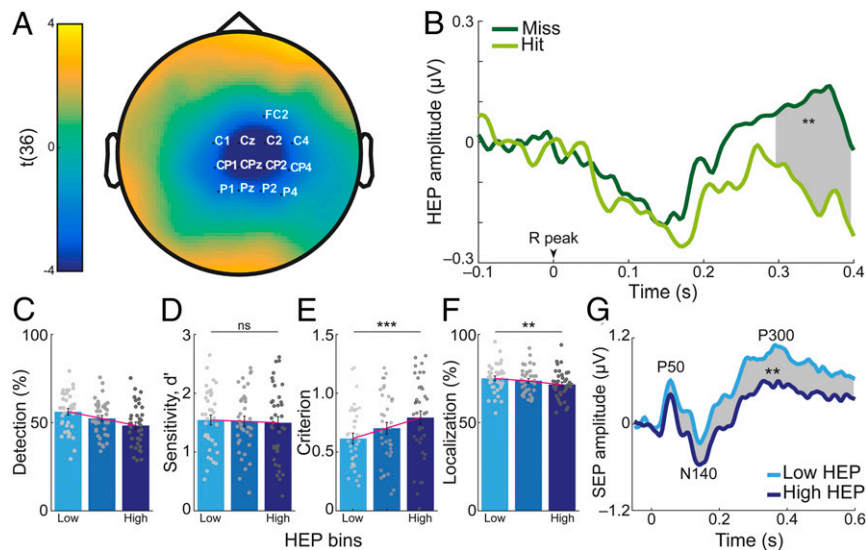 A
4
t(36)
0
-4
FC2
C1 Cz C2 C4
CP1 CPz CP2 CP4
P1 Pz P2 P4
B
Miss
Hit
0.3
HEP amplitude (μV)
−0.3
**
R peak
−0.1 0 0.1 0.2 0.3 0.4
Time (s)
C
100
50
0
Detection (%)
Low High
D
ns
3
2
1
0
Sensitivity, d'
Low High
E
***
1.5
1.0
0.5
0
Criterion
Low High
F
**
100
50
0
Localization (%)
Low High
HEP bins
G
1.2
0
−1.2
SEP amplitude (μV)
P50
N140
P300
**
Low HEP
High HEP
0 0.2 0.4 0.6
Time (s)